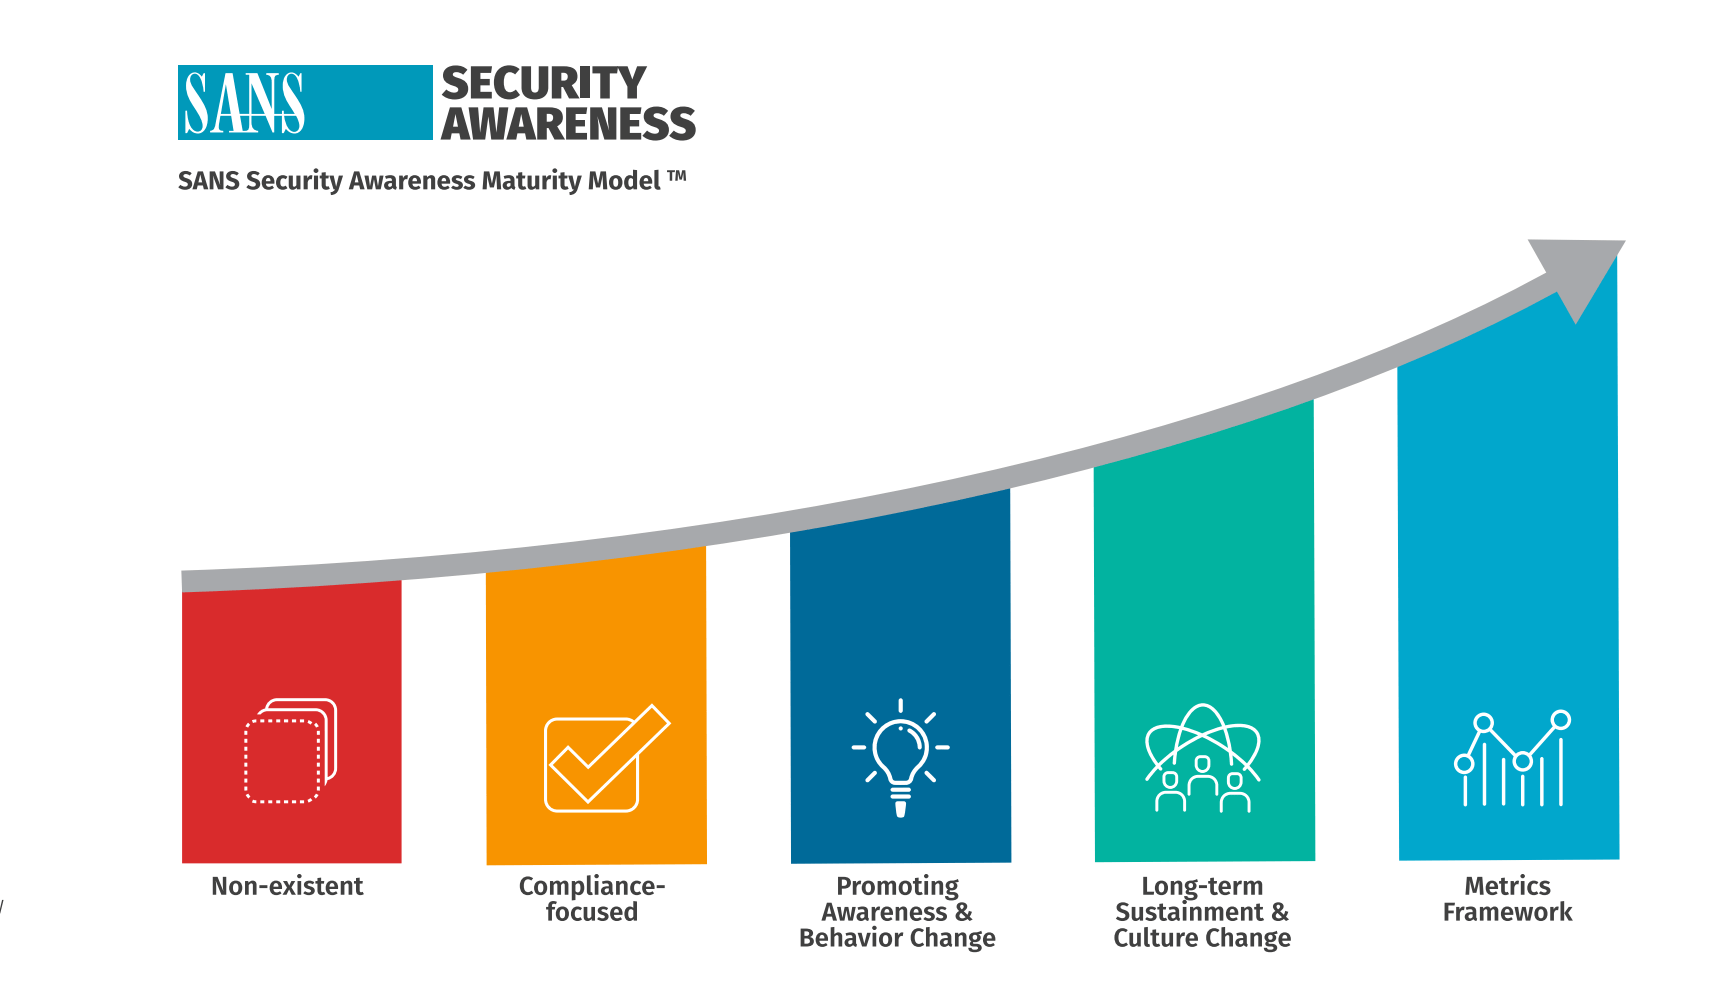 SANS
SECURITY
AWARENESS
SANS Security Awareness Maturity Model ™
Non-existent
Compliance-
focused
Promoting
Awareness &
Behavior Change
Long-term
Sustainment &
Culture Change
Metrics
Framework